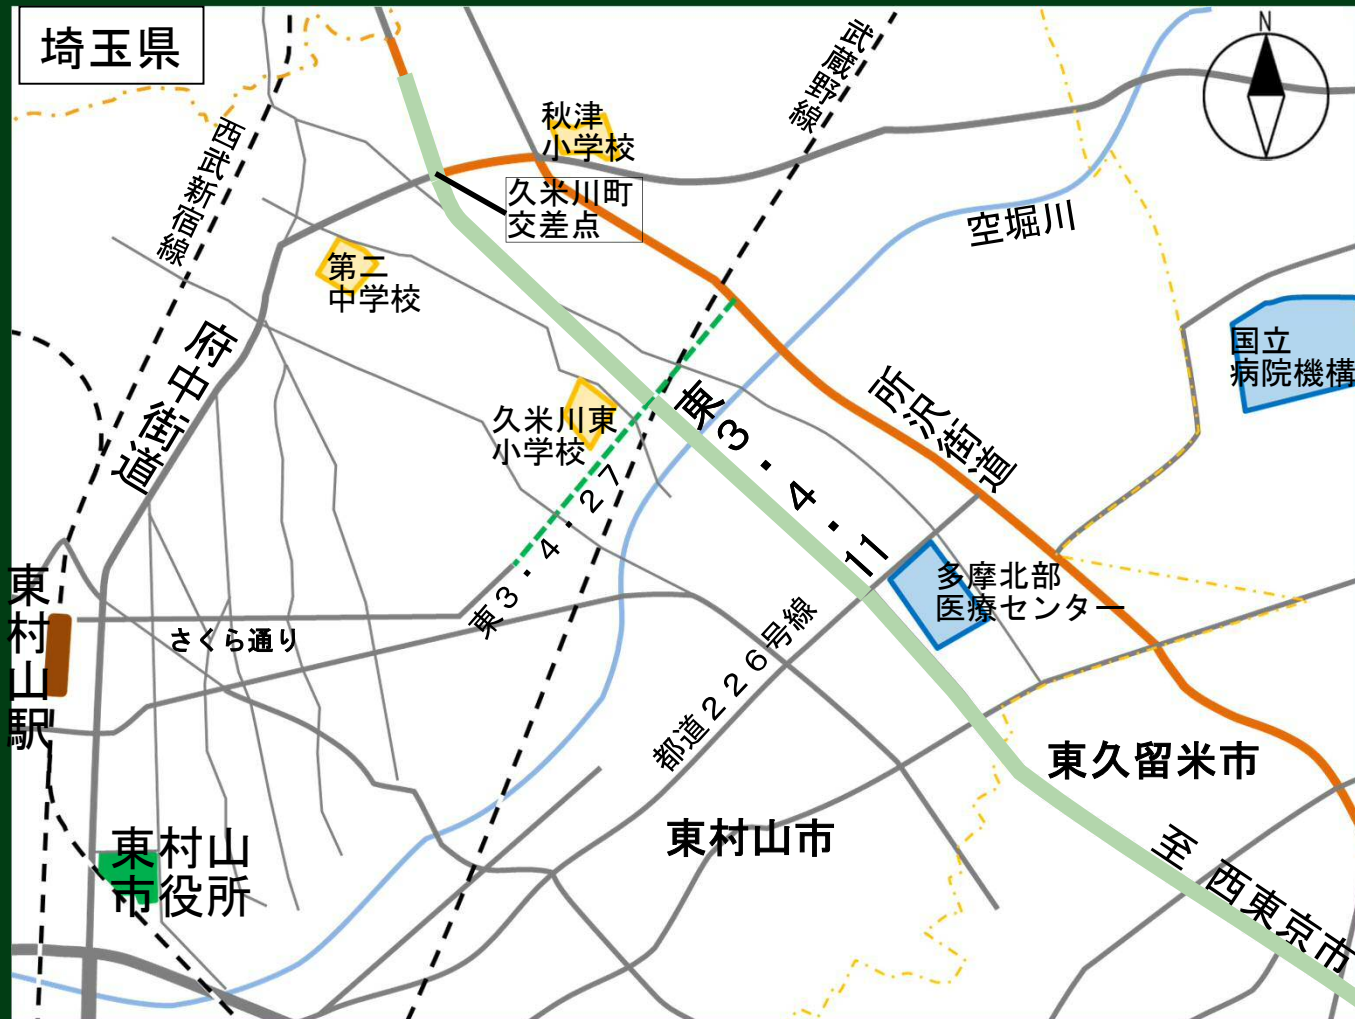 埼玉県
N
武蔵野線
西武新宿線
秋津
小学校
久米川町
交差点
空堀川
第二
中学校
府中街道
国立
病院機構
久米川東
小学校
東3・4・11
所沢街道
東3・4・27
多摩北部
医療センター
東村山駅
さくら通り
都道226号線
東久留米市
東村山市
東村山
市役所
至 西東京市